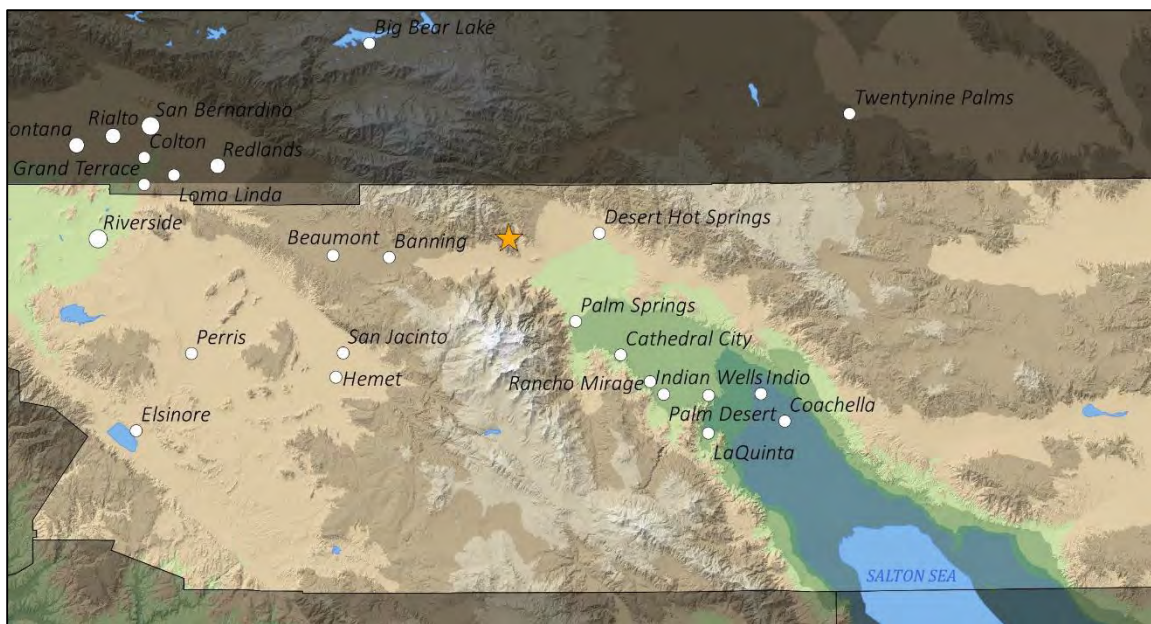 Big Bear Lake
Twentynine Palms
San Bernardino
Rialto
ontana
Colton
Redlands
Grand Terrace
Loma Linda
Riverside
Desert Hot Springs
Beaumont
Banning
Palm Springs
Perris
San Jacinto
Cathedral City
Hemet
Rancho Mirage
Indian Wells
Indio
Elsinore
Palm Desert
Coachella
LaQuinta
SALTON SEA